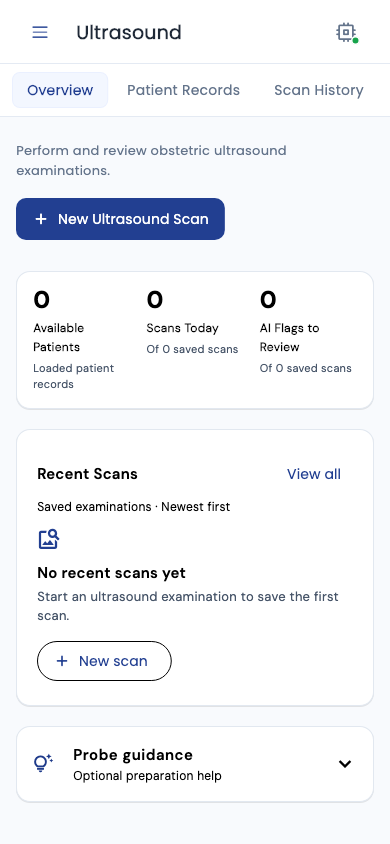 Ultrasound
Overview
Patient Records
Scan History
Perform and review obstetric ultrasound
examinations.
+ New Ultrasound Scan
0
Available
Patients
Loaded patient
records
0
Scans Today
Of 0 saved scans
0
AI Flags to
Review
Of 0 saved scans
Recent Scans
View all
Saved examinations · Newest first
No recent scans yet
Start an ultrasound examination to save the first
scan.
+ New scan
Probe guidance
Optional preparation help